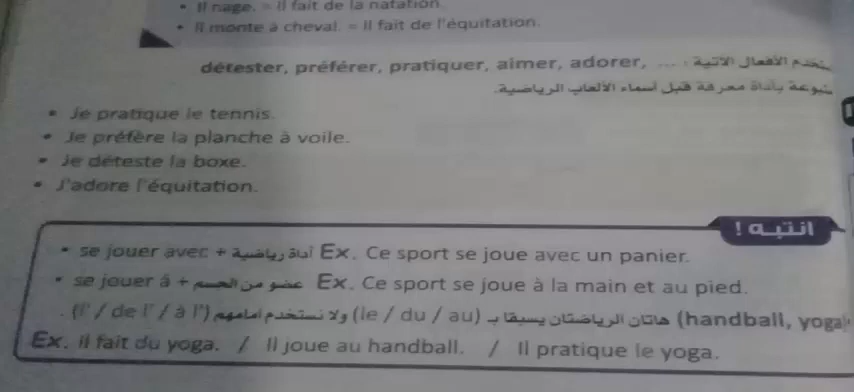 • Il nage. = Il fait de la natation
• Il monte à cheval. = Il fait de l'équitation.
ستخدم الأفعال الآتية : ... détester, préférer, pratiquer, aimer, adorer,
متبوعة بأداة معرفة قبل أسماء الألعاب الرياضية.
• Je pratique le tennis.
• Je préfère la planche à voile.
• Je déteste la boxe.
• J'adore l'équitation.
انتبه !
• se jouer avec + أداة رياضية Ex. Ce sport se joue avec un panier.
• se jouer à + عضو من الجسم Ex. Ce sport se joue à la main et au pied.
(handball, yoga) هاتان الرياضتان يسبقا بـ (le / du / au) ولا نستخدم أمامهم (l' / de l' / à l') .
Ex. Il fait du yoga. / Il joue au handball. / Il pratique le yoga.